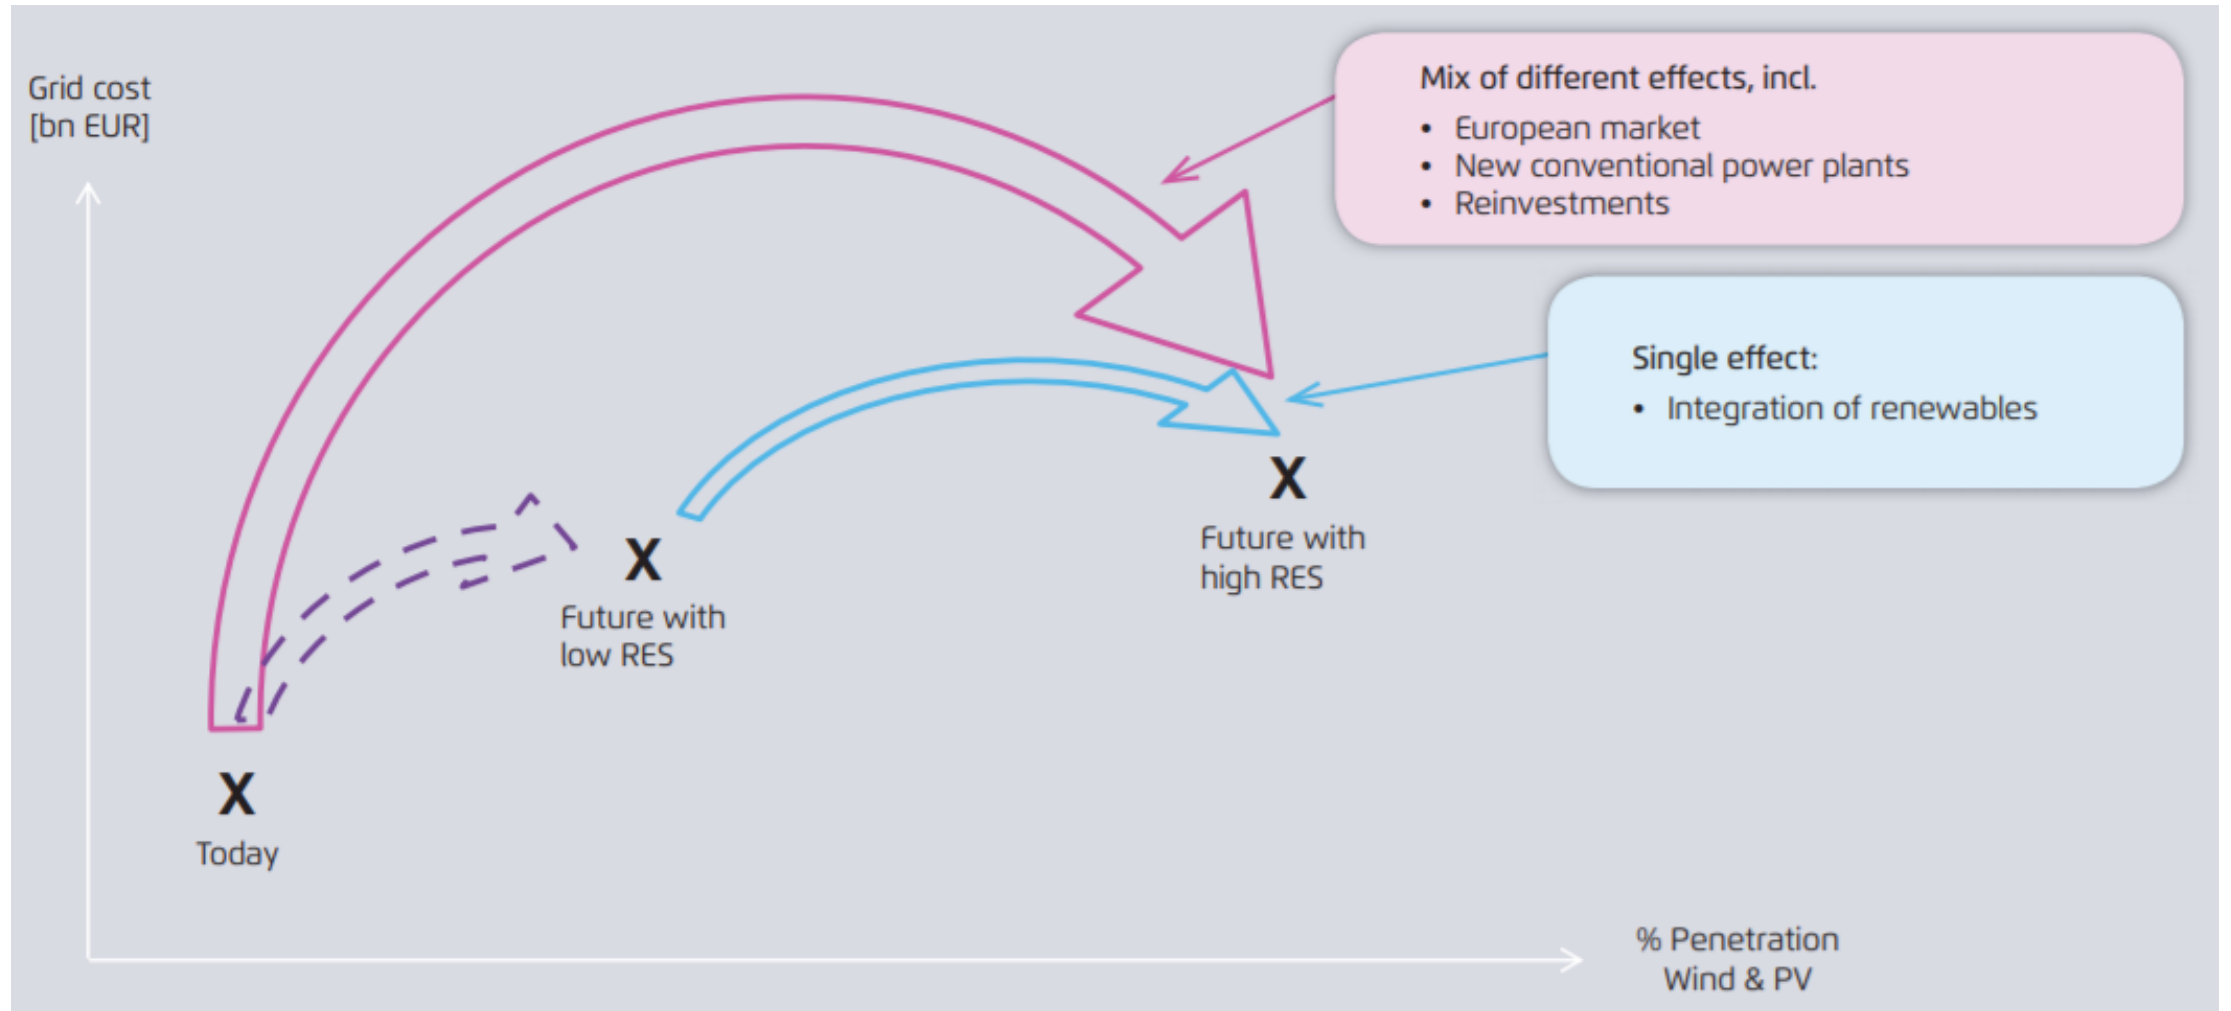 Grid cost
[bn EUR]
Mix of different effects, incl.
• European market
• New conventional power plants
• Reinvestments
Single effect:
• Integration of renewables
X
Future with
high RES
X
Future with
low RES
X
Today
% Penetration
Wind & PV